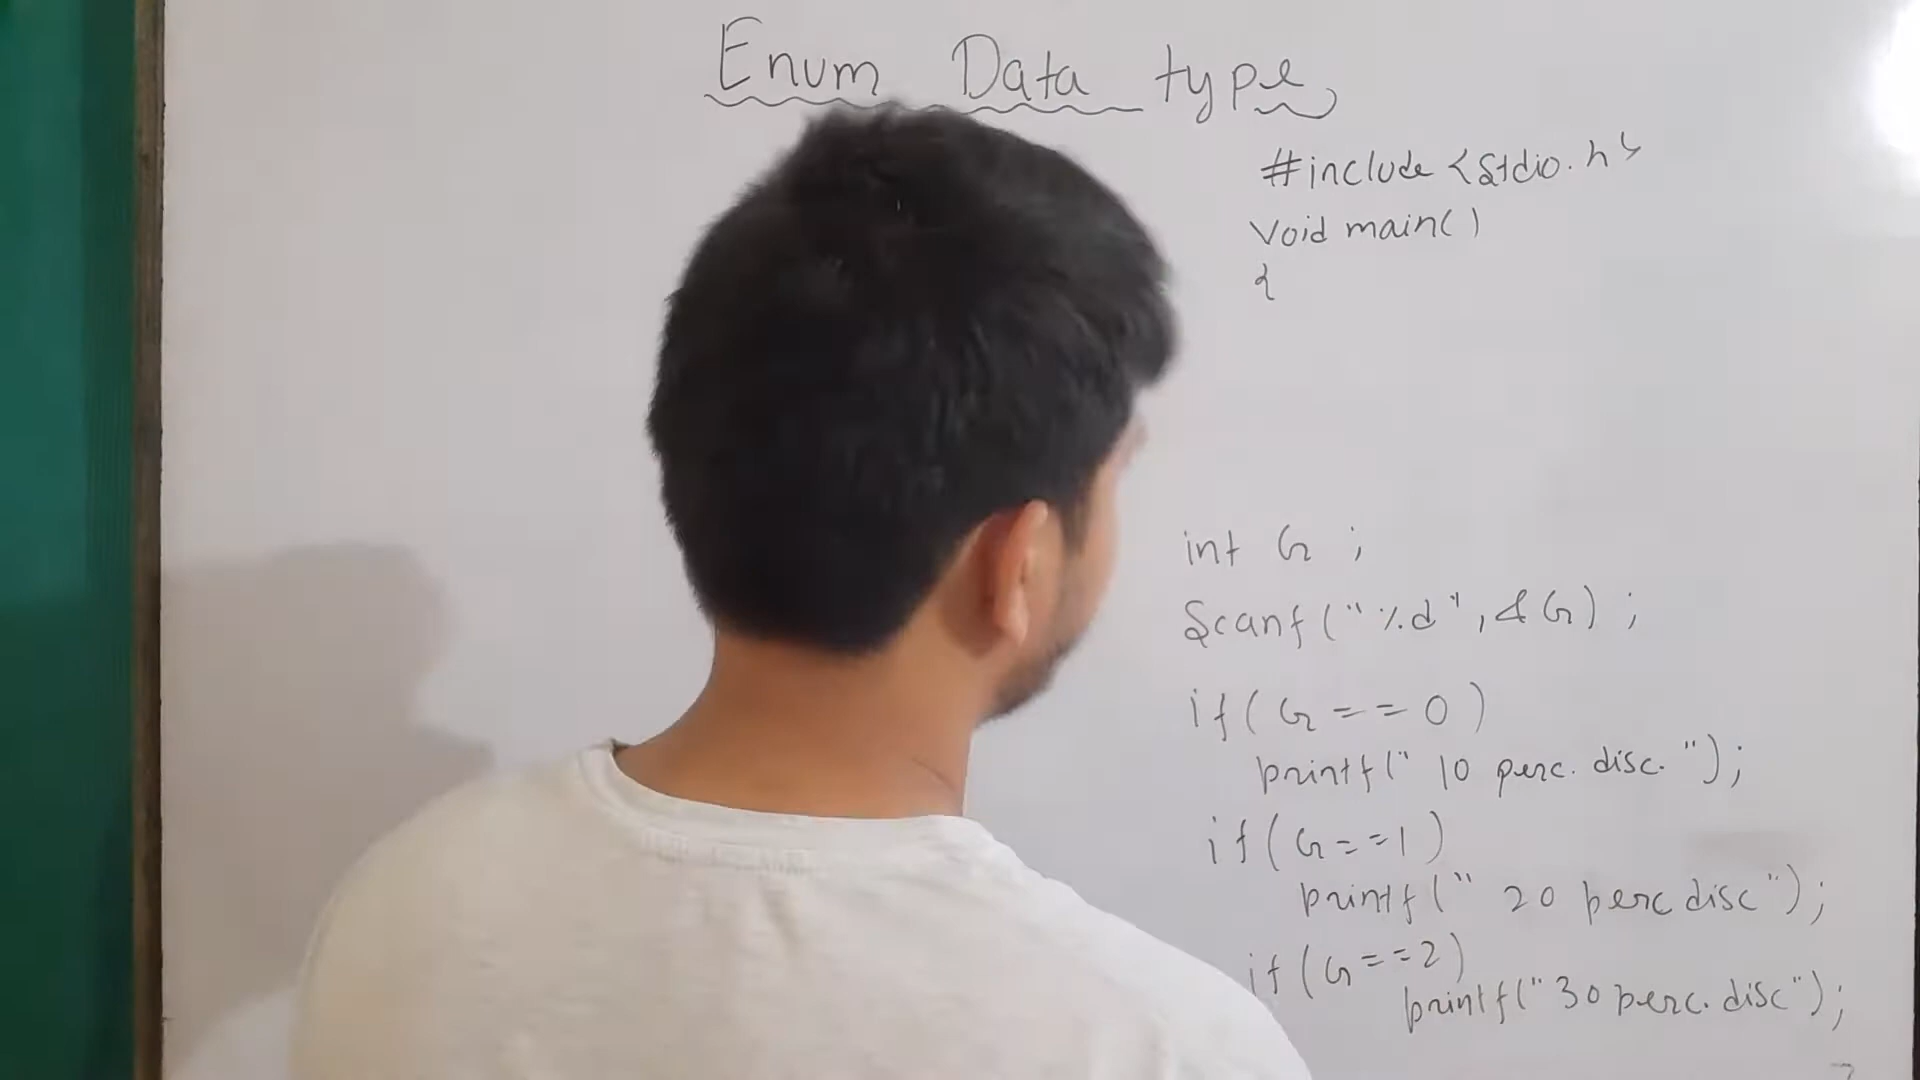 Enum Data type
#include <stdio.h>
Void main()
{
int G ;
Scanf("%d", &G) ;
if(G == 0)
printf(" 10 perc. disc. ");
if(G==1)
printf(" 20 perc disc");
if(G==2)
printf("30 perc. disc");